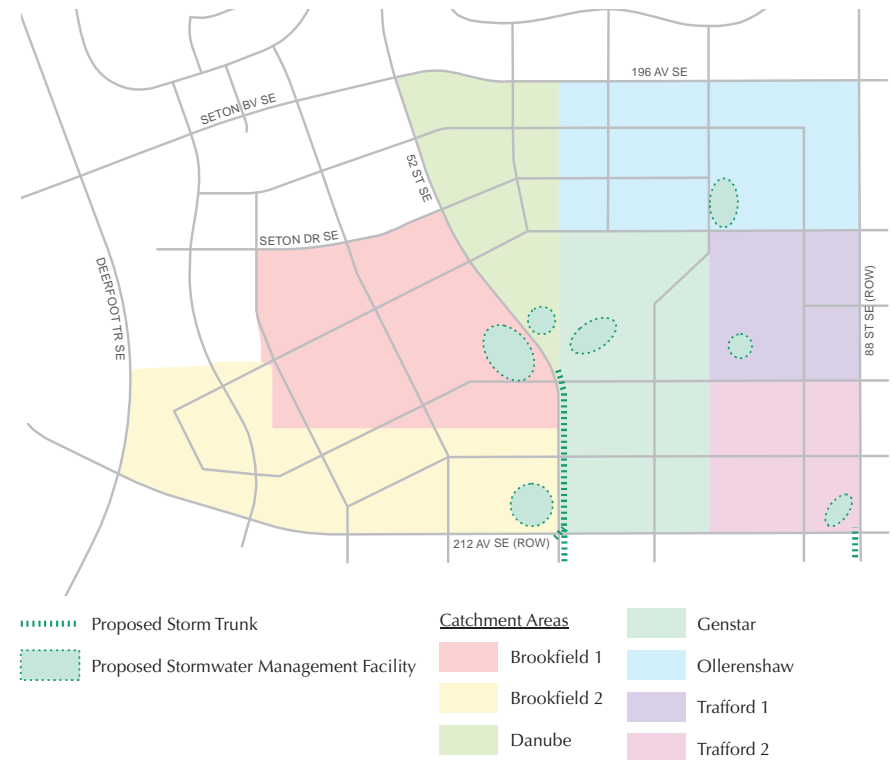 196 AV SE
SETON BV SE
52 ST SE
SETON DR SE
DEERFOOT TR SE
88 ST SE (ROW)
212 AV SE (ROW)
Proposed Storm Trunk
Proposed Stormwater Management Facility
Catchment Areas
Brookfield 1
Brookfield 2
Danube
Genstar
Ollerenshaw
Trafford 1
Trafford 2